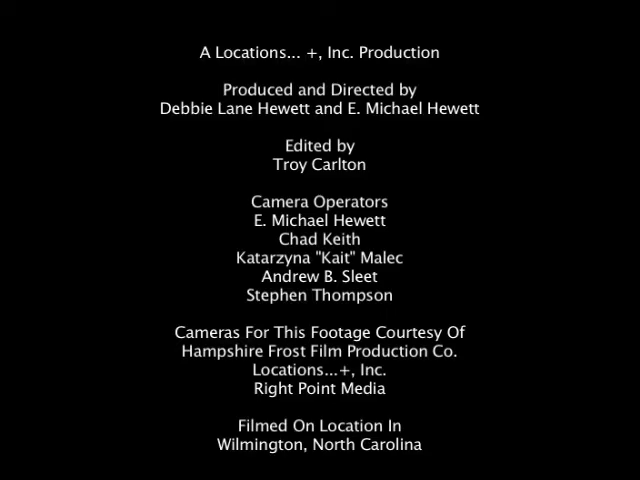 A Locations... +, Inc. Production
Produced and Directed by
Debbie Lane Hewett and E. Michael Hewett
Edited by
Troy Carlton
Camera Operators
E. Michael Hewett
Chad Keith
Katarzyna "Kait" Malec
Andrew B. Sleet
Stephen Thompson
Cameras For This Footage Courtesy Of
Hampshire Frost Film Production Co.
Locations...+, Inc.
Right Point Media
Filmed On Location In
Wilmington, North Carolina